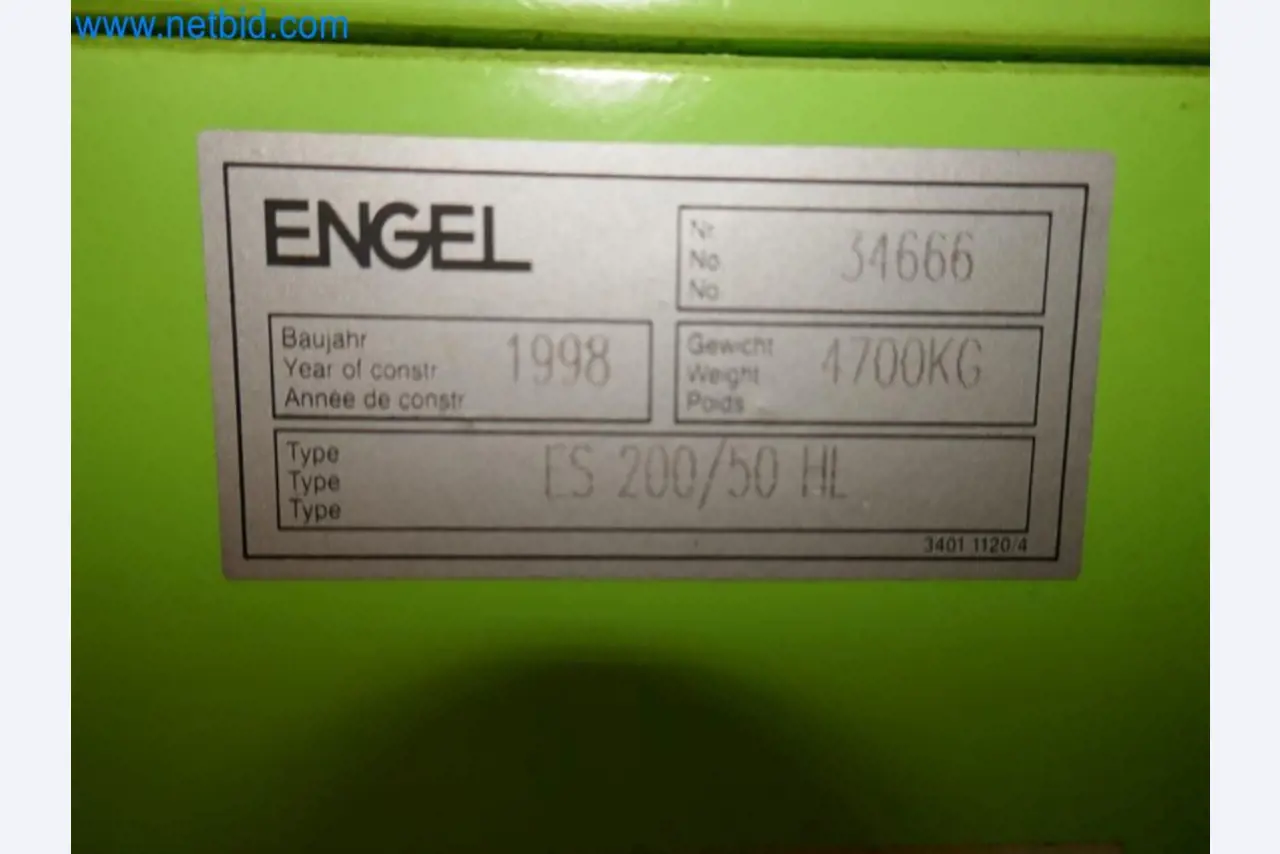 www.netbid.com
ENGEL
Nr.
No.
No.
34666
Baujahr
Year of constr.
Année de constr.
1998
Gewicht
Weight
Poids
4700KG
Type
Type
Type
ES 200/50 HL
3401 1120/4